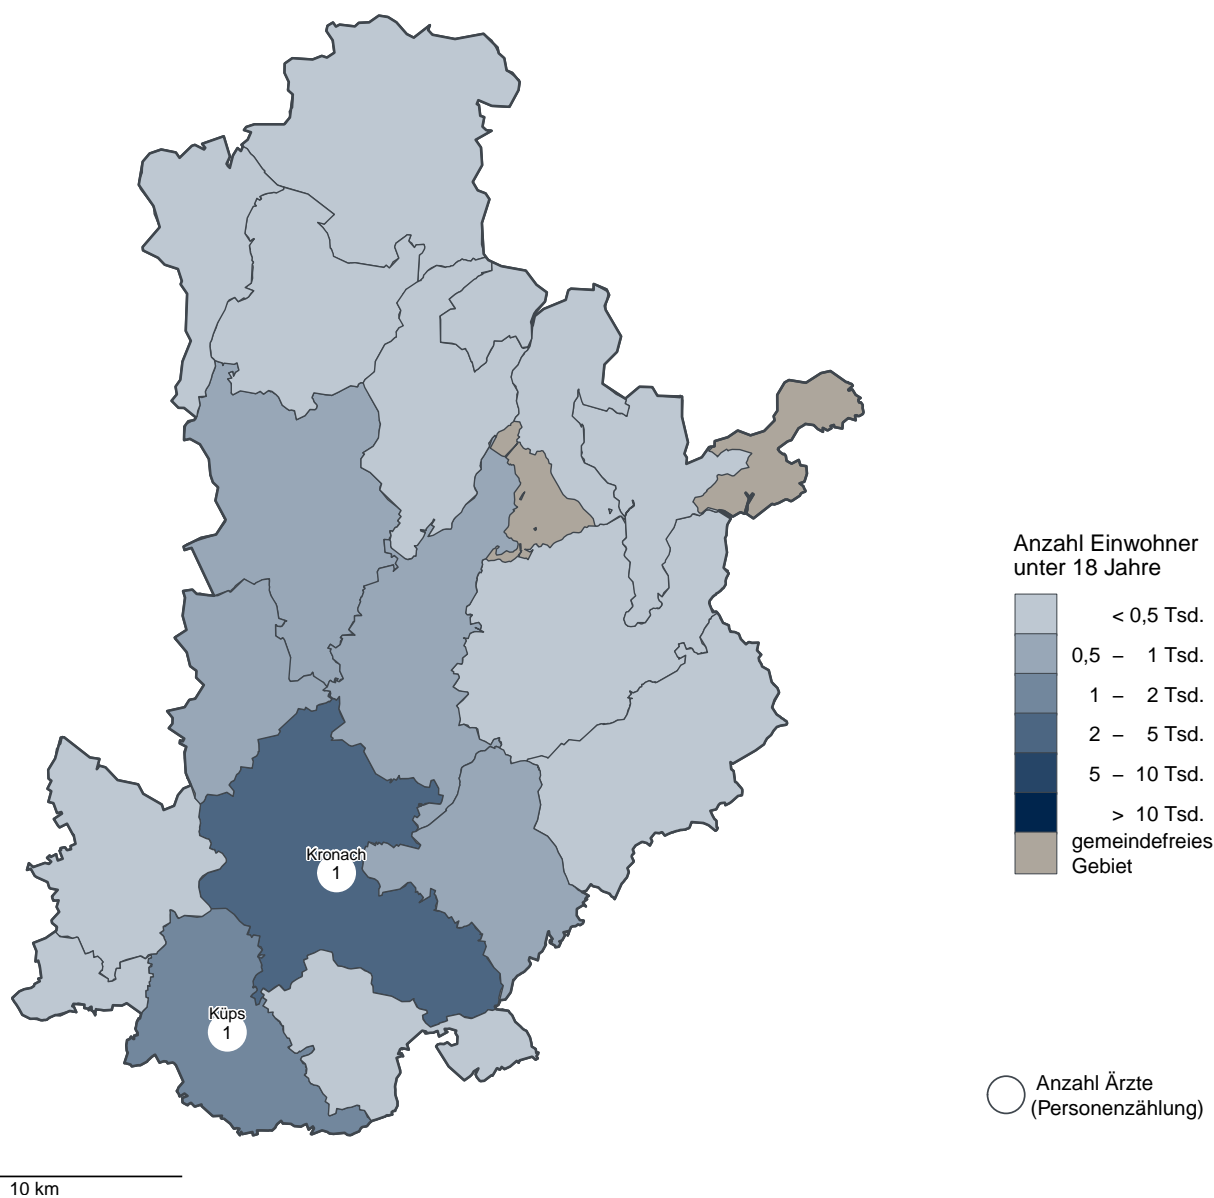 Kronach
1
Küps
1
Anzahl Einwohner
unter 18 Jahre
< 0,5 Tsd.
0,5 – 1 Tsd.
1 – 2 Tsd.
2 – 5 Tsd.
5 – 10 Tsd.
> 10 Tsd.
gemeindefreies
Gebiet
Anzahl Ärzte
(Personenzählung)
10 km